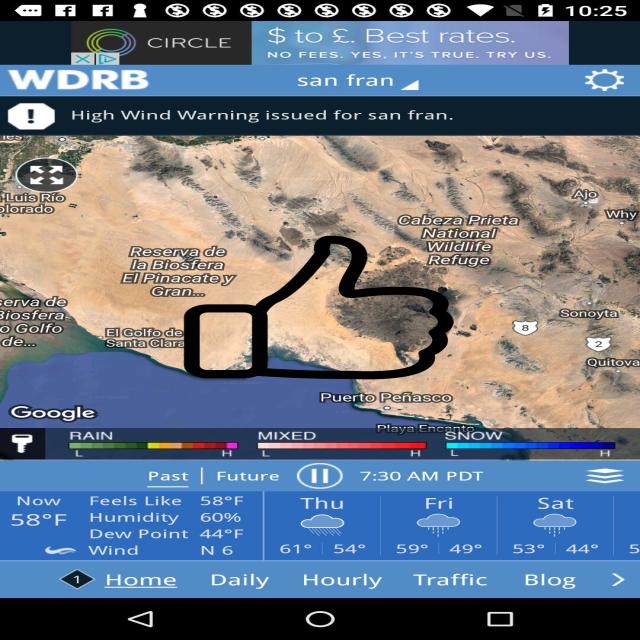 10:25
CIRCLE
$ to £. Best rates.
NO FEES. YES, IT'S TRUE. TRY US.
WDRB
san fran
High Wind Warning issued for san fran.
Luis Río
Colorado
Ajo
Why
Cabeza Prieta
National
Wildlife
Refuge
Reserva de
la Biosfera
El Pinacate y
Gran...
serva de
Biosfera
o Golfo
de...
El Golfo de
Santa Clara
8
Sonoyta
2
Quitova
Puerto Peñasco
Playa Encanto
Google
RAIN MIXED SNOW
L H L H L H
Past | Future 7:30 AM PDT
Now
58°F
Feels Like 58°F
Humidity 60%
Dew Point 44°F
Wind N 6
Thu Fri Sat
61° 54° 59° 49° 53° 44° 5
1 Home Daily Hourly Traffic Blog >